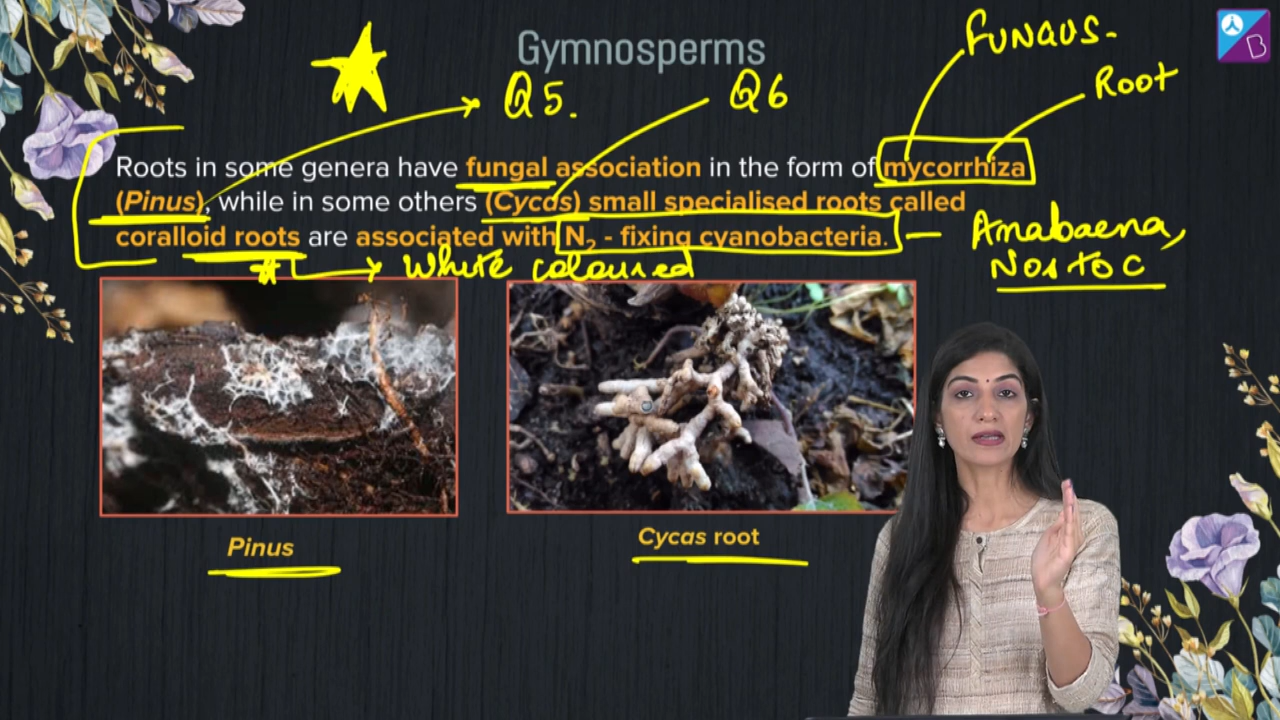 Gymnosperms
FUNGUS.
Root
Q5.
Q6
Roots in some genera have fungal association in the form of mycorrhiza
(Pinus), while in some others (Cycas) small specialised roots called
coralloid roots are associated with N₂ - fixing cyanobacteria.
Anabaena,
Nostoc
White coloured
Pinus
Cycas root
B